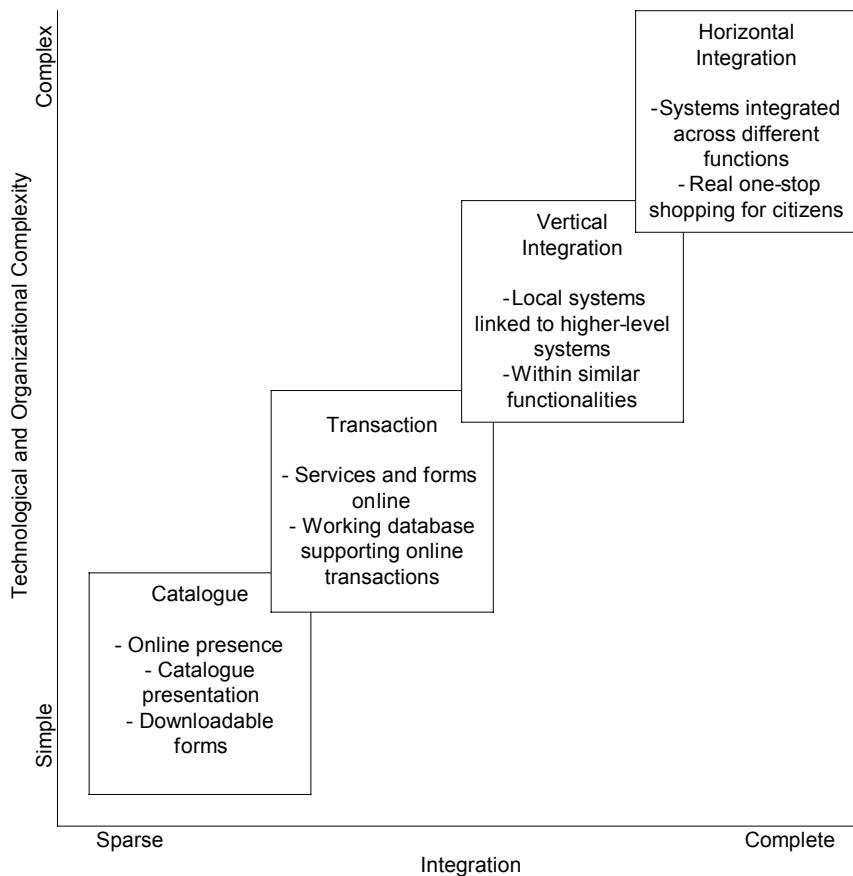 Complex
Technological and Organizational Complexity
Simple
Horizontal
Integration
-Systems integrated
across different
functions
- Real one-stop
shopping for citizens
Vertical
Integration
-Local systems
linked to higher-level
systems
-Within similar
functionalities
Transaction
- Services and forms
online
- Working database
supporting online
transactions
Catalogue
- Online presence
- Catalogue
presentation
- Downloadable
forms
Sparse
Complete
Integration